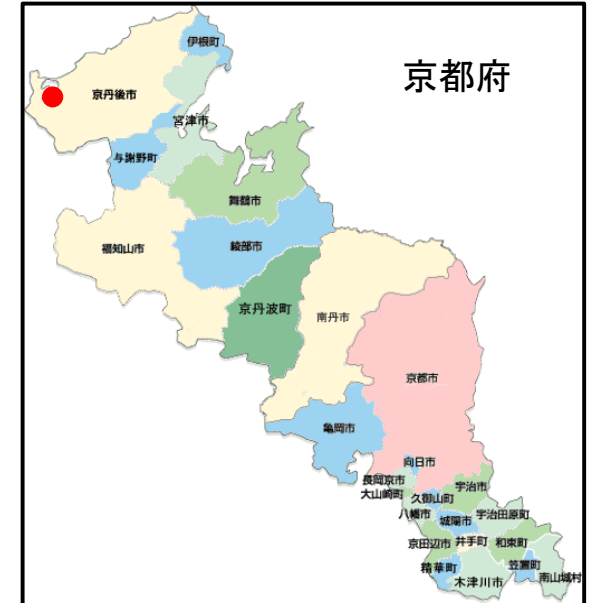 京都府
伊根町
京丹後市
宮津市
与謝野町
舞鶴市
綾部市
福知山市
京丹波町
南丹市
京都市
亀岡市
向日市
長岡京市
大山崎町
宇治市
久御山町
八幡市
城陽市
宇治田原町
京田辺市
井手町
和束町
精華町
笠置町
木津川市
南山城村